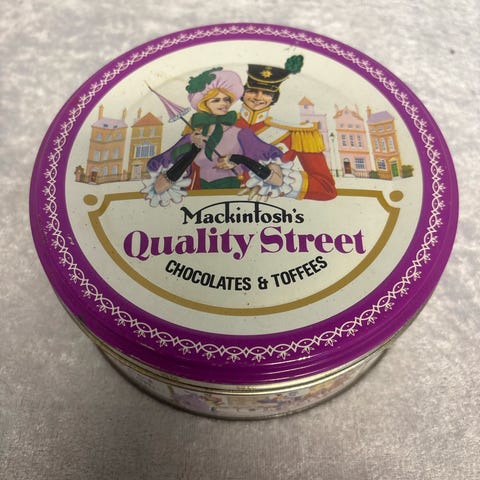 Mackintosh's
Quality Street
CHOCOLATES & TOFFEES